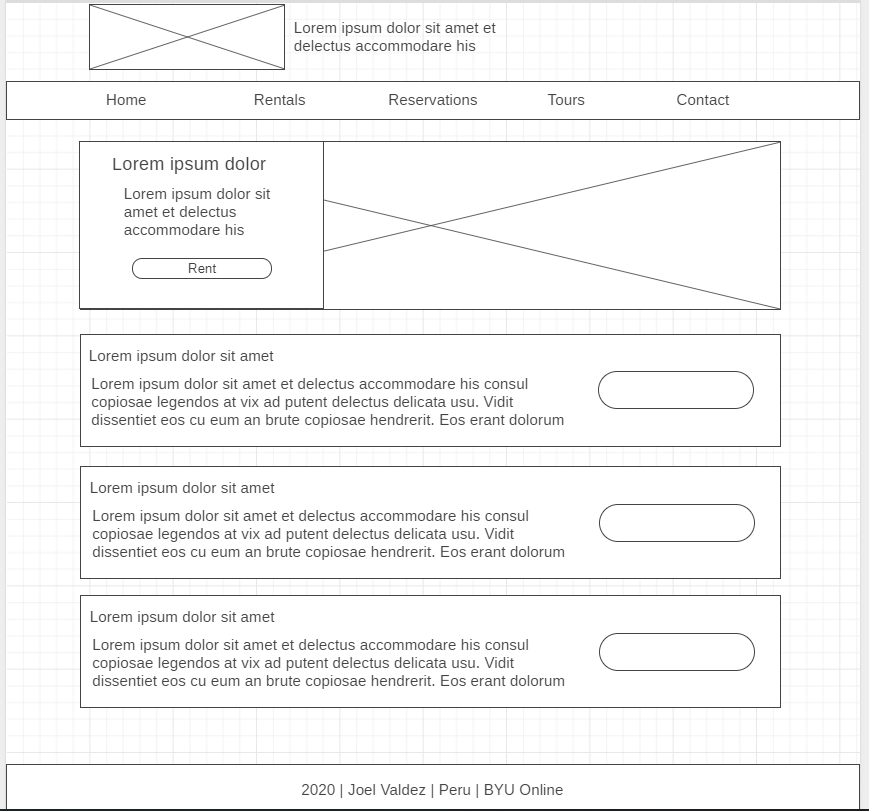 Lorem ipsum dolor sit amet et
delectus accommodare his
Home Rentals Reservations Tours Contact
Lorem ipsum dolor
Lorem ipsum dolor sit
amet et delectus
accommodare his
Rent
Lorem ipsum dolor sit amet
Lorem ipsum dolor sit amet et delectus accommodare his consul
copiosae legendos at vix ad putent delectus delicata usu. Vidit
dissentiet eos cu eum an brute copiosae hendrerit. Eos erant dolorum
Lorem ipsum dolor sit amet
Lorem ipsum dolor sit amet et delectus accommodare his consul
copiosae legendos at vix ad putent delectus delicata usu. Vidit
dissentiet eos cu eum an brute copiosae hendrerit. Eos erant dolorum
Lorem ipsum dolor sit amet
Lorem ipsum dolor sit amet et delectus accommodare his consul
copiosae legendos at vix ad putent delectus delicata usu. Vidit
dissentiet eos cu eum an brute copiosae hendrerit. Eos erant dolorum
2020 | Joel Valdez | Peru | BYU Online